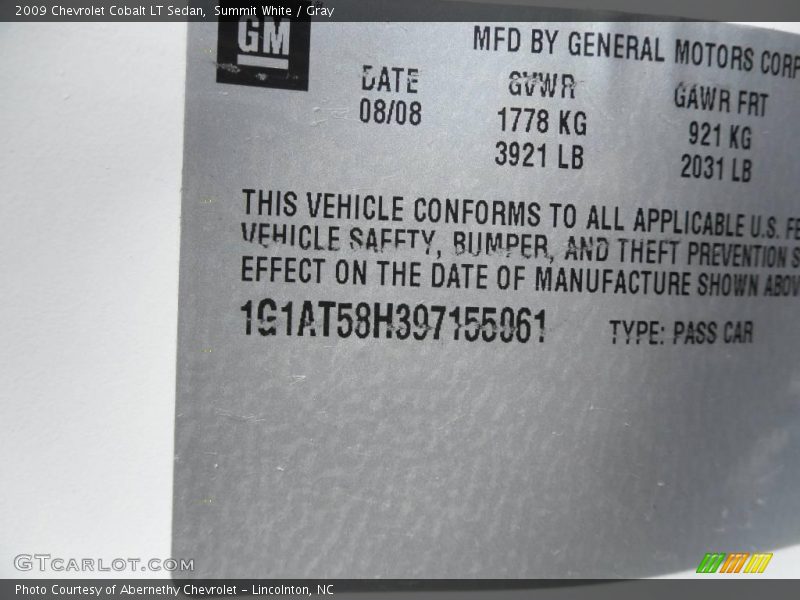 2009 Chevrolet Cobalt LT Sedan, Summit White / Gray
GM
MFD BY GENERAL MOTORS CORP
DATE GVWR GAWR FRT
08/08 1778 KG 921 KG
3921 LB 2031 LB
THIS VEHICLE CONFORMS TO ALL APPLICABLE U.S. FE
VEHICLE SAFETY, BUMPER, AND THEFT PREVENTION S
EFFECT ON THE DATE OF MANUFACTURE SHOWN ABOV
1G1AT58H397155061 TYPE: PASS CAR
GTcarlot.com
Photo Courtesy of Abernethy Chevrolet - Lincolnton, NC